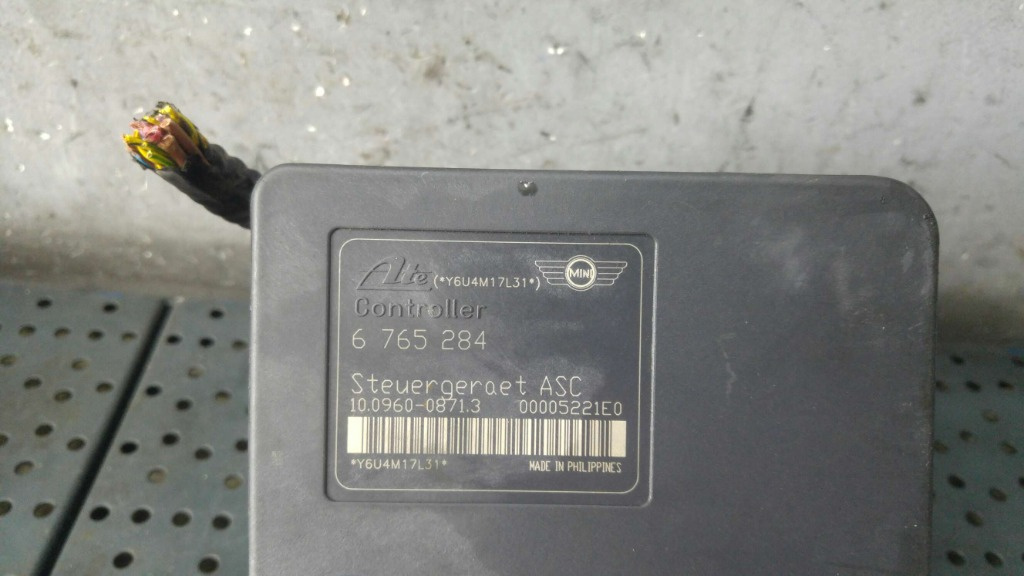 Ate (*Y6U4M17L31*) MINI
Controller
6 765 284
Steuergeraet ASC
10.0960-0871.3 00005221E0
*Y6U4M17L31* MADE IN PHILIPPINES